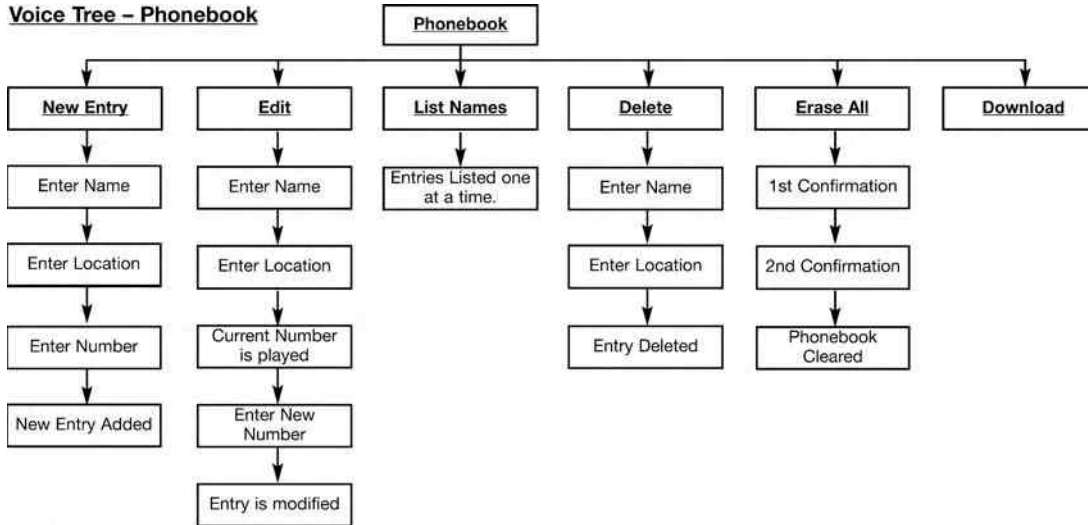 Voice Tree – Phonebook
Phonebook
New Entry
Edit
List Names
Delete
Erase All
Download
Enter Name
Enter Name
Entries Listed one
at a time.
Enter Name
1st Confirmation
Enter Location
Enter Location
Enter Location
2nd Confirmation
Enter Number
Current Number
is played
Entry Deleted
Phonebook
Cleared
New Entry Added
Enter New
Number
Entry is modified